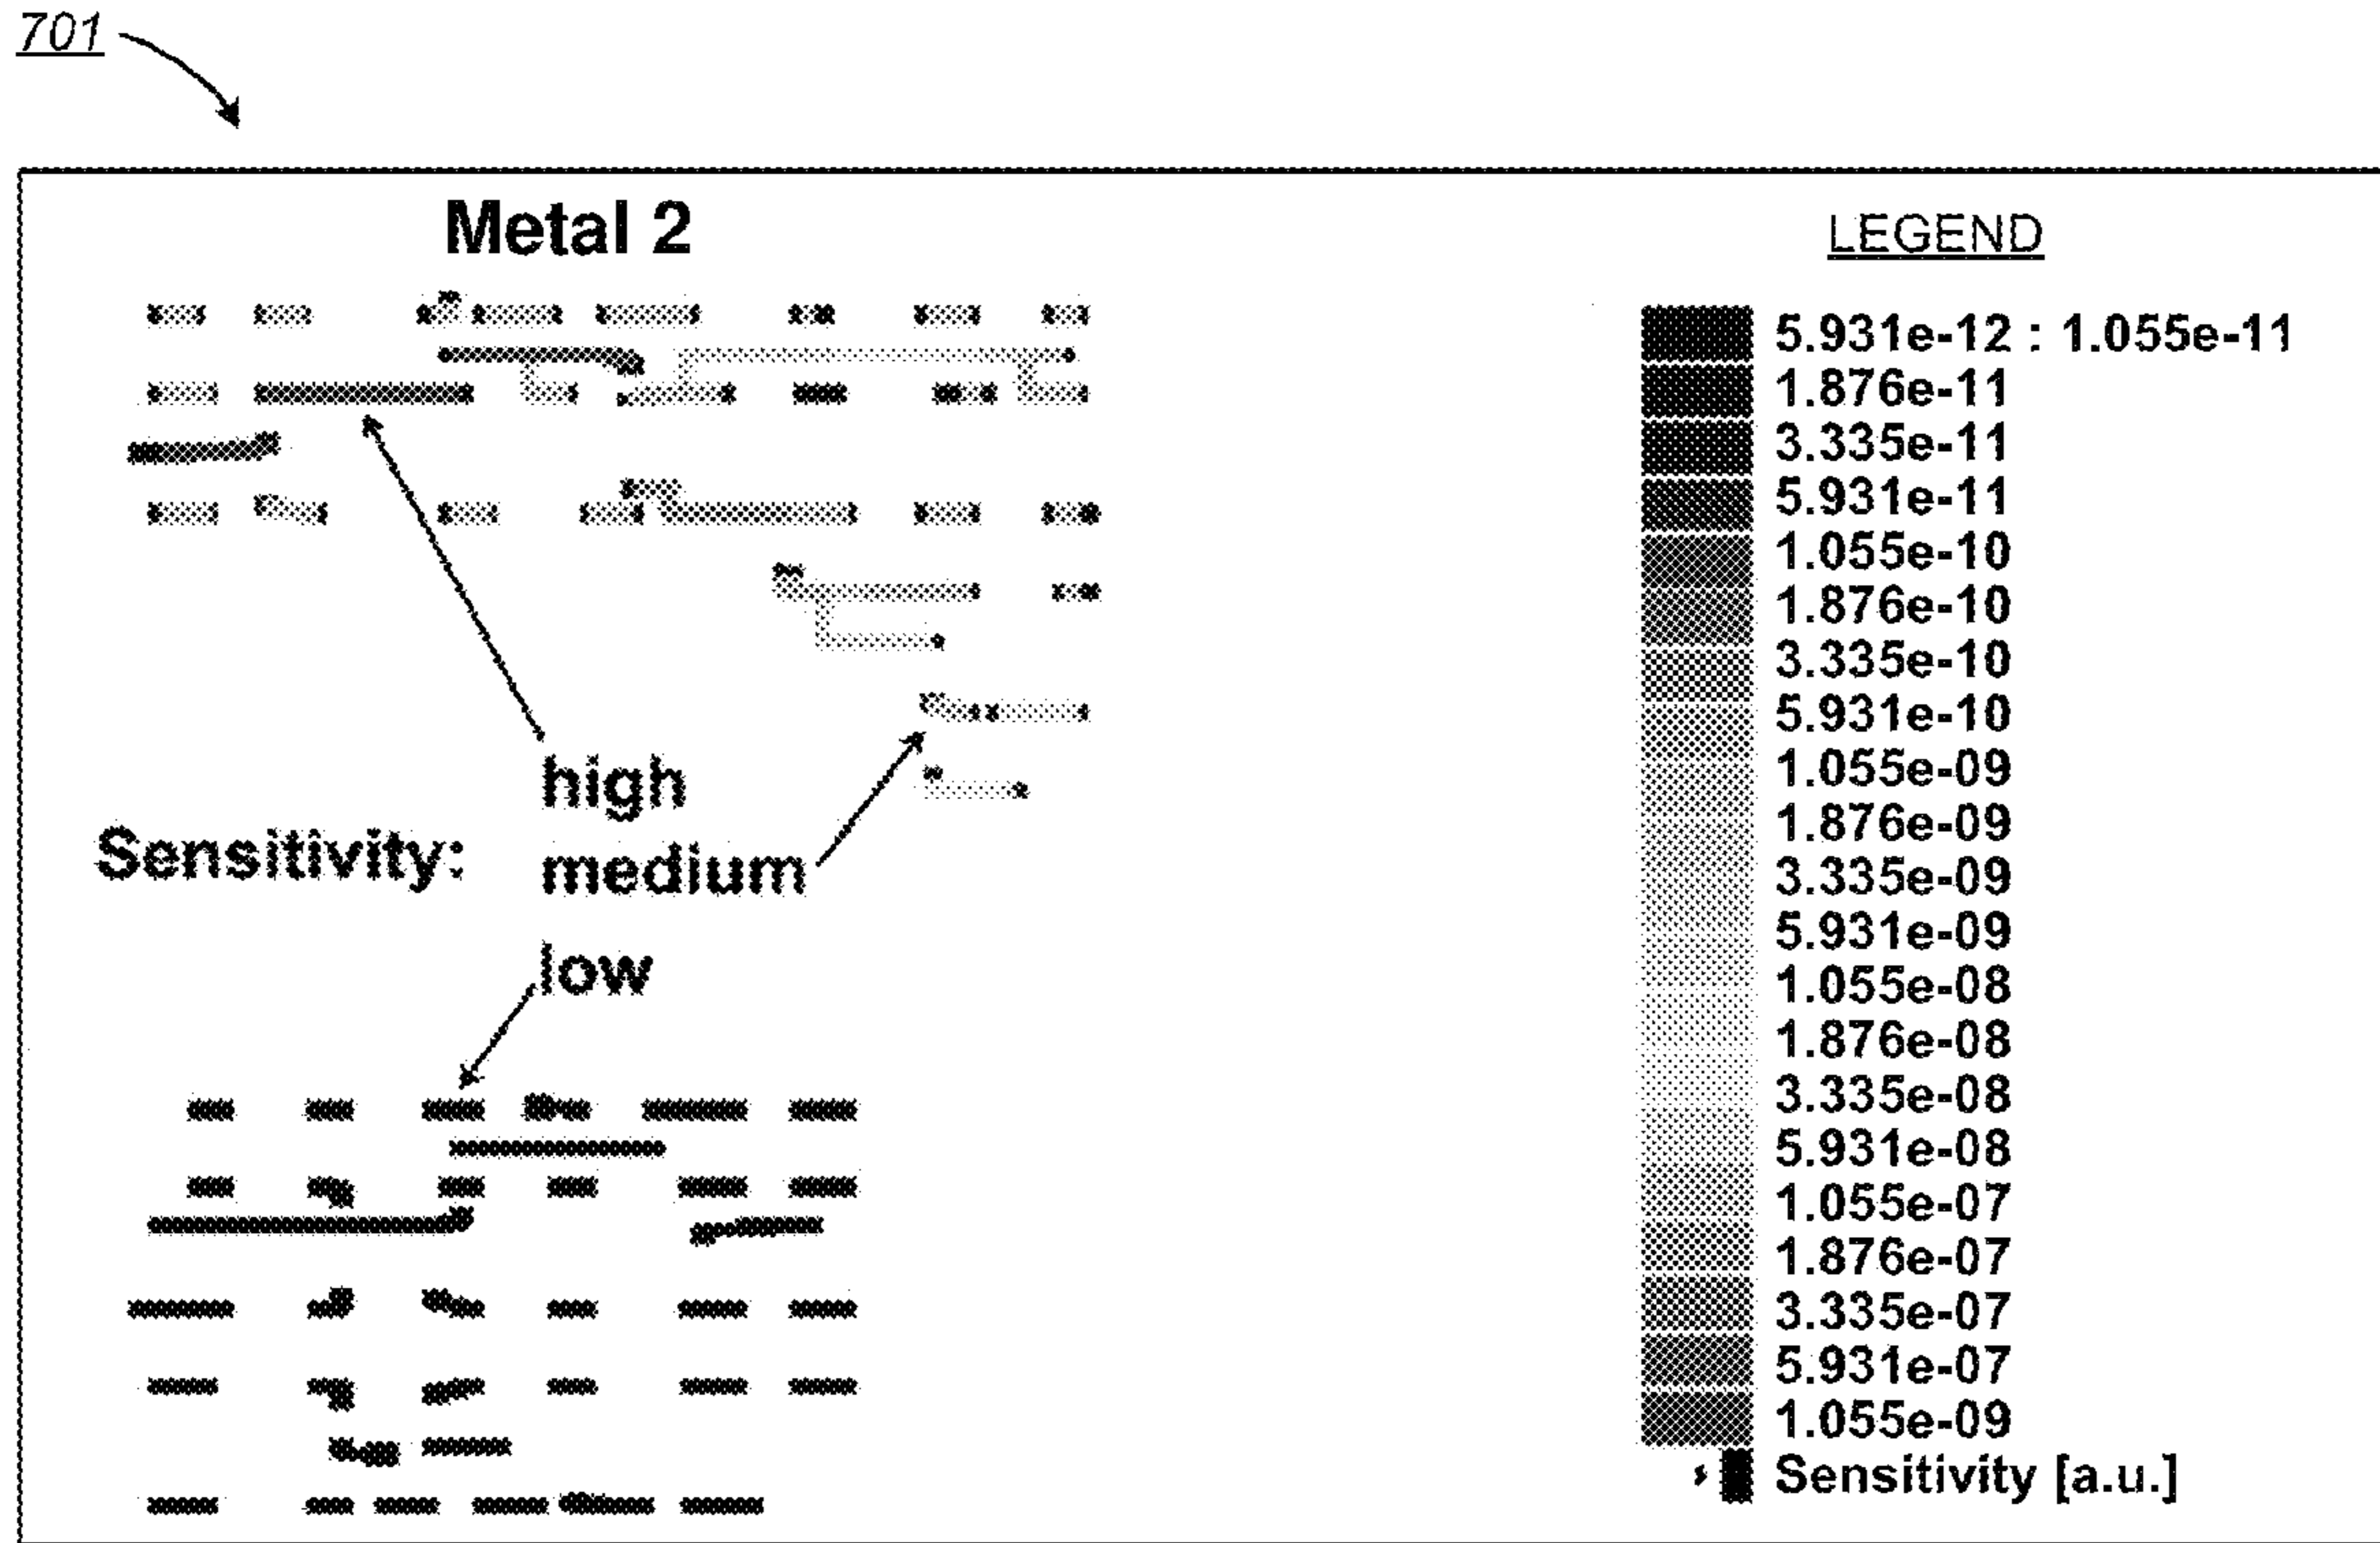 701
Metal 2
LEGEND
5.931e-12 : 1.055e-11
1.876e-11
3.335e-11
5.931e-11
1.055e-10
1.876e-10
3.335e-10
5.931e-10
1.055e-09
1.876e-09
3.335e-09
5.931e-09
1.055e-08
1.876e-08
3.335e-08
5.931e-08
1.055e-07
1.876e-07
3.335e-07
5.931e-07
1.055e-09
Sensitivity [a.u.]
high
Sensitivity: medium
low